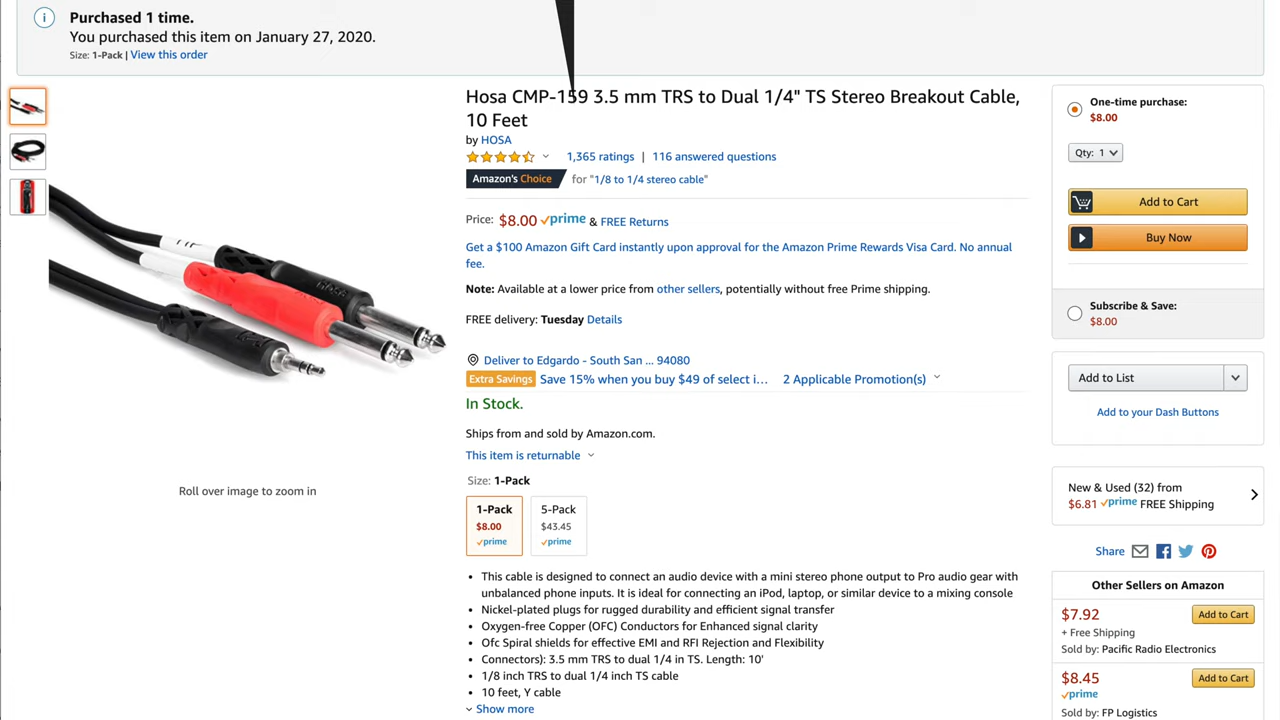 Purchased 1 time.
You purchased this item on January 27, 2020.
Size: 1-Pack | View this order
Hosa CMP-159 3.5 mm TRS to Dual 1/4" TS Stereo Breakout Cable,
10 Feet
by HOSA
1,365 ratings | 116 answered questions
Amazon's Choice for "1/8 to 1/4 stereo cable"
Price: $8.00 prime & FREE Returns
Get a $100 Amazon Gift Card instantly upon approval for the Amazon Prime Rewards Visa Card. No annual
fee.
Note: Available at a lower price from other sellers, potentially without free Prime shipping.
FREE delivery: Tuesday Details
Deliver to Edgardo - South San ... 94080
Extra Savings Save 15% when you buy $49 of select i... 2 Applicable Promotion(s)
In Stock.
Ships from and sold by Amazon.com.
This item is returnable
Size: 1-Pack
1-Pack
$8.00
prime
5-Pack
$43.45
prime
This cable is designed to connect an audio device with a mini stereo phone output to Pro audio gear with
unbalanced phone inputs. It is ideal for connecting an iPod, laptop, or similar device to a mixing console
Nickel-plated plugs for rugged durability and efficient signal transfer
Oxygen-free Copper (OFC) Conductors for Enhanced signal clarity
Ofc Spiral shields for effective EMI and RFI Rejection and Flexibility
Connectors): 3.5 mm TRS to dual 1/4 in TS. Length: 10'
1/8 inch TRS to dual 1/4 inch TS cable
10 feet, Y cable
Show more
HOSA
Roll over image to zoom in
One-time purchase:
$8.00
Qty: 1
Add to Cart
Buy Now
Subscribe & Save:
$8.00
Add to List
Add to your Dash Buttons
New & Used (32) from
$6.81 prime FREE Shipping
Share
Other Sellers on Amazon
$7.92 Add to Cart
+ Free Shipping
Sold by: Pacific Radio Electronics
$8.45 Add to Cart
prime
Sold by: FP Logistics